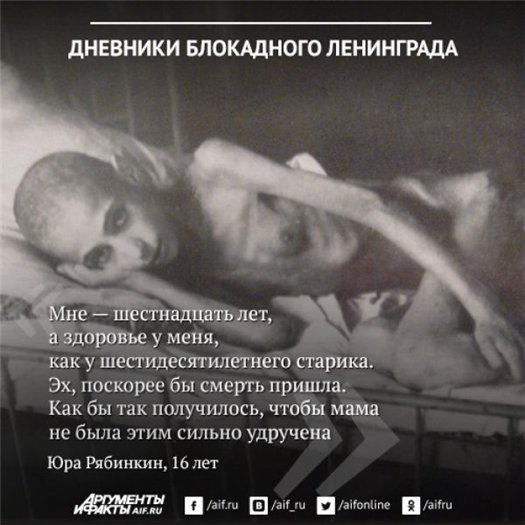 ДНЕВНИКИ БЛОКАДНОГО ЛЕНИНГРАДА
Мне — шестнадцать лет,
а здоровье у меня,
как у шестидесятилетнего старика.
Эх, поскорее бы смерть пришла.
Как бы так получилось, чтобы мама
не была этим сильно удручена
Юра Рябинкин, 16 лет
АРГУМЕНТЫ
И ФАКТЫ AIF.RU
f /aif.ru B /aif_ru /aifonline /aifru